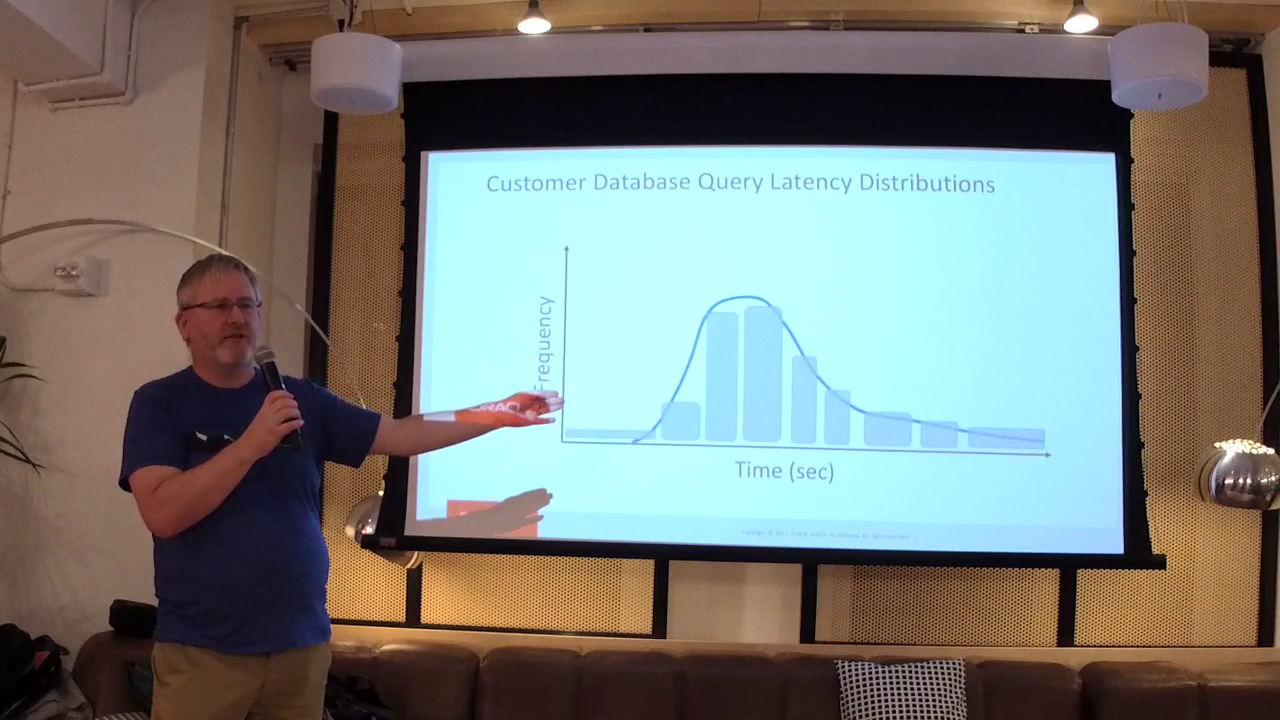 Customer Database Query Latency Distributions
Frequency
Time (sec)